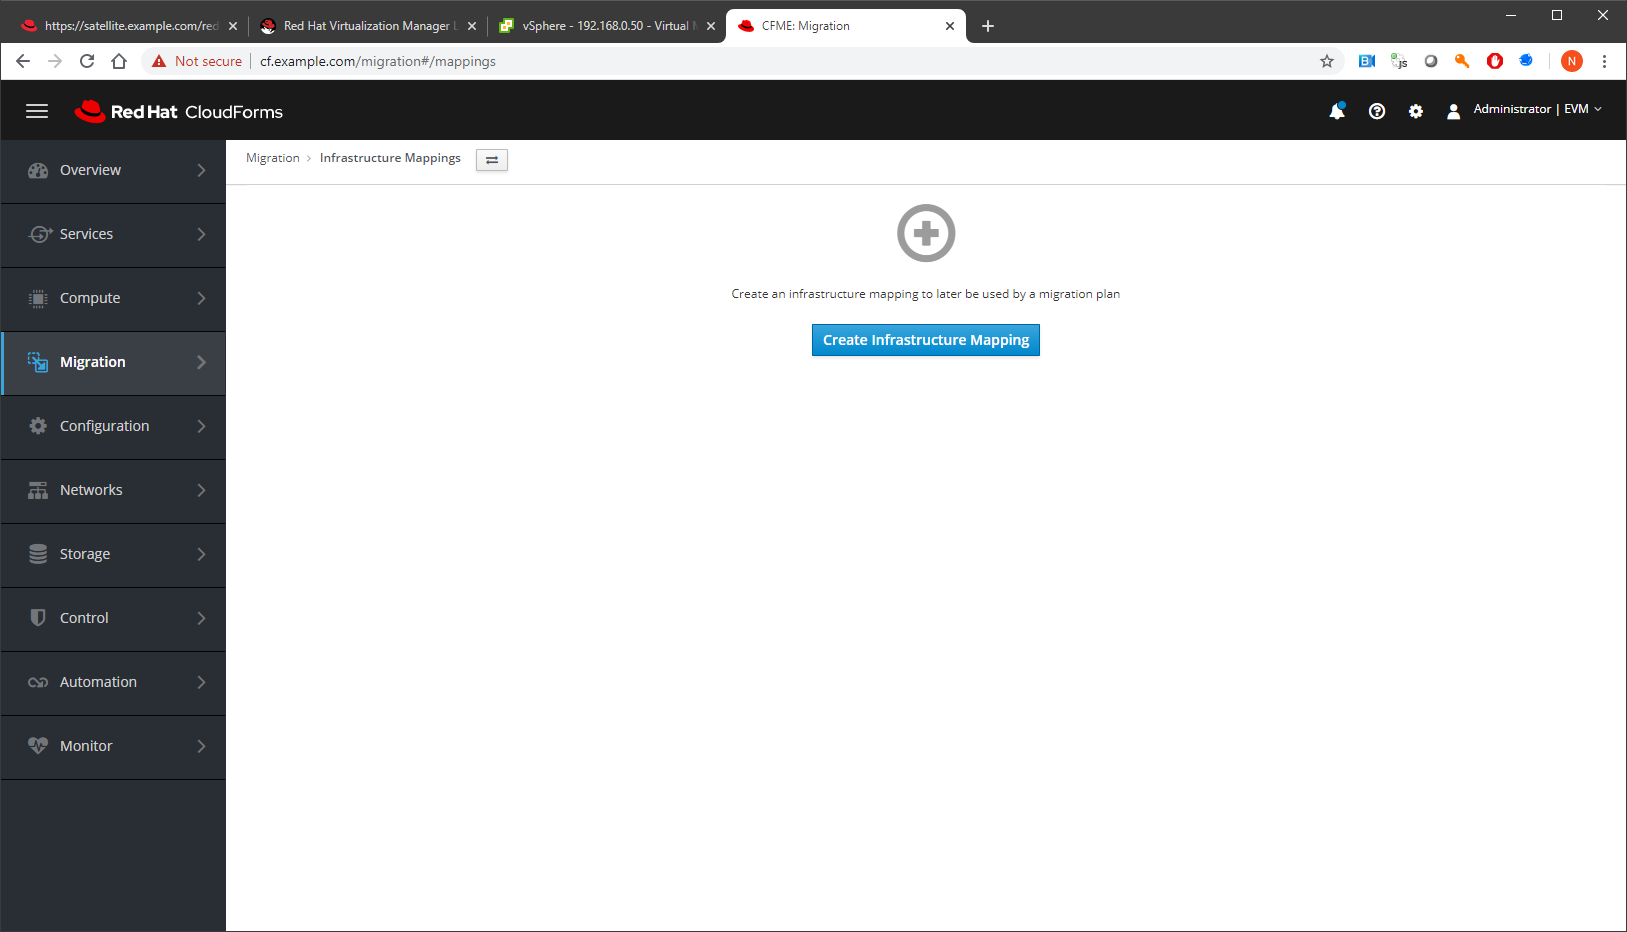 https://satellite.example.com/red
Red Hat Virtualization Manager L
vSphere - 192.168.0.50 - Virtual M
CFME: Migration
Not secure
cf.example.com/migration#/mappings
B
js
N
Red Hat CloudForms
Administrator | EVM
Overview
Services
Compute
Migration
Configuration
Networks
Storage
Control
Automation
Monitor
Migration > Infrastructure Mappings
Create an infrastructure mapping to later be used by a migration plan
Create Infrastructure Mapping